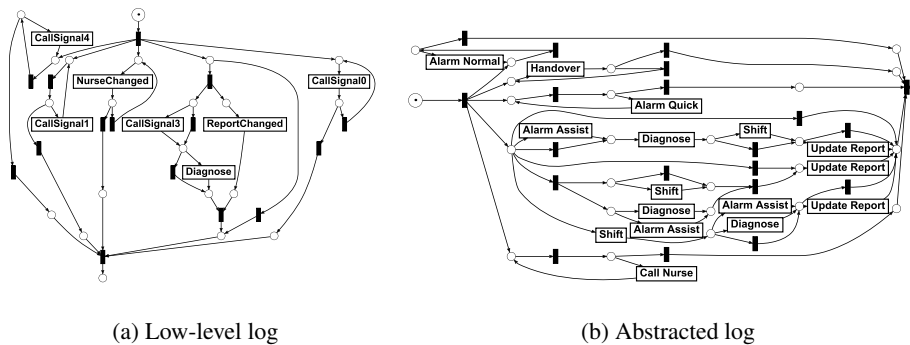 CallSignal4
NurseChanged
CallSignal0
CallSignal1
CallSignal3
ReportChanged
Diagnose
(a) Low-level log
Alarm Normal
Handover
Alarm Quick
Alarm Assist
Shift
Diagnose
Update Report
Update Report
Shift
Diagnose
Alarm Assist
Update Report
Shift
Alarm Assist
Diagnose
Call Nurse
(b) Abstracted log